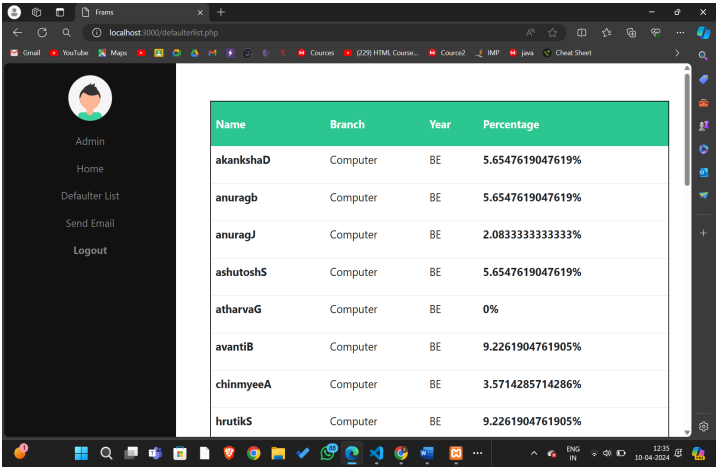 Frams
localhost:3000/defaulterlist.php
Gmail YouTube Maps Cources (229) HTML Course... Cource2 IMP java Cheat Sheet
Admin
Home
Defaulter List
Send Email
Logout
Name Branch Year Percentage
akankshaD Computer BE 5.6547619047619%
anuragb Computer BE 5.6547619047619%
anuragJ Computer BE 2.0833333333333%
ashutoshS Computer BE 5.6547619047619%
atharvaG Computer BE 0%
avantiB Computer BE 9.2261904761905%
chinmyeeA Computer BE 3.5714285714286%
hrutikS Computer BE 9.2261904761905%
ENG 12:35
IN 10-04-2024